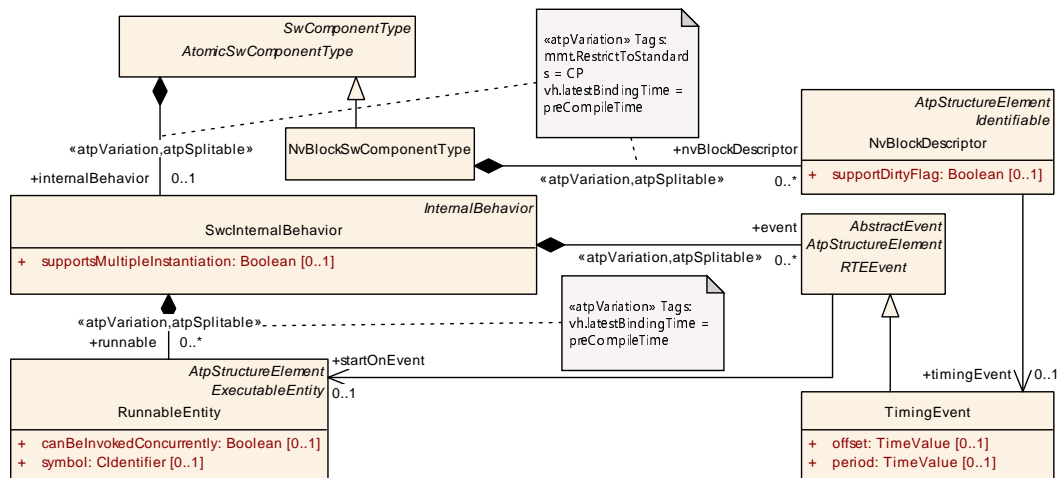 SwComponentType
AtomicSwComponentType
«atpVariation» Tags:
mmt.RestrictToStandard
s = CP
vh.latestBindingTime =
preCompileTime
AtpStructureElement
Identifiable
NvBlockDescriptor
+ supportDirtyFlag: Boolean [0..1]
NvBlockSwComponentType
«atpVariation,atpSplitable»
+internalBehavior 0..1
+nvBlockDescriptor
«atpVariation,atpSplitable»
0..*
InternalBehavior
SwcInternalBehavior
+ supportsMultipleInstantiation: Boolean [0..1]
+event
«atpVariation,atpSplitable»
0..*
AbstractEvent
AtpStructureElement
RTEEvent
«atpVariation» Tags:
vh.latestBindingTime =
preCompileTime
«atpVariation,atpSplitable»
+runnable 0..*
+startOnEvent
0..1
+timingEvent 0..1
AtpStructureElement
ExecutableEntity
RunnableEntity
+ canBeInvokedConcurrently: Boolean [0..1]
+ symbol: CIdentifier [0..1]
TimingEvent
+ offset: TimeValue [0..1]
+ period: TimeValue [0..1]